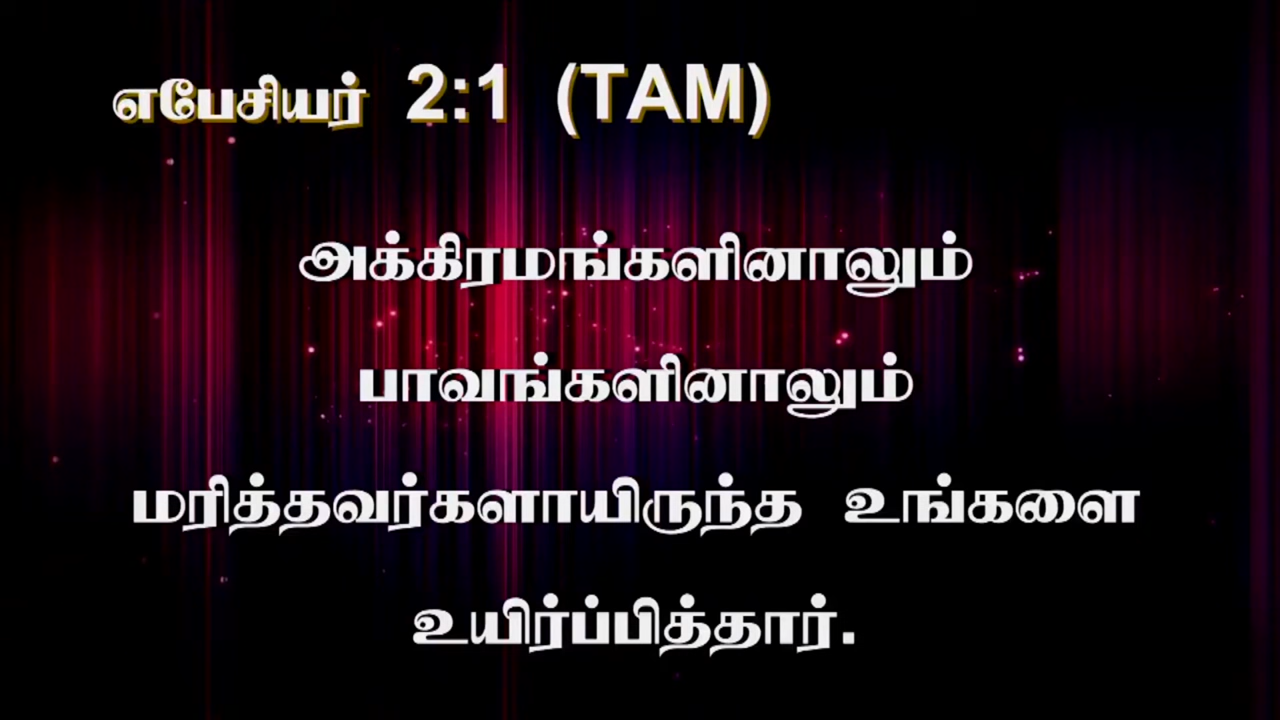 எபேசியர் 2:1 (TAM)
அக்கிரமங்களினாலும்
பாவங்களினாலும்
மரித்தவர்களாயிருந்த உங்களை
உயிர்ப்பித்தார்.